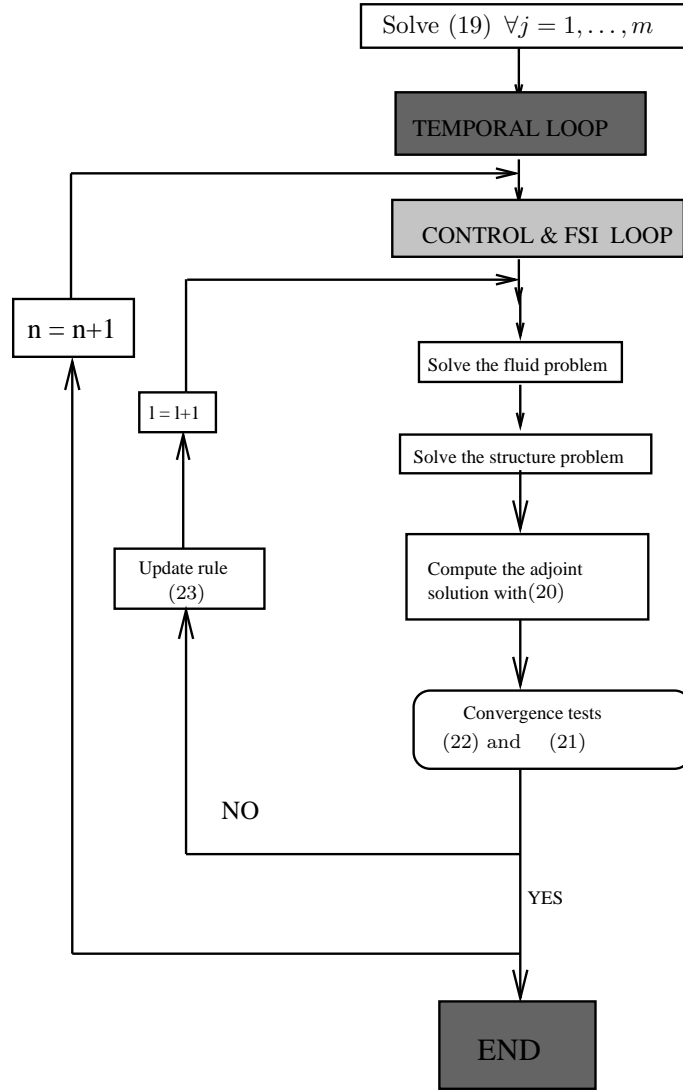 Solve (19) ∀j = 1, . . . , m
TEMPORAL LOOP
CONTROL & FSI LOOP
n = n+1
Solve the fluid problem
l = l+1
Solve the structure problem
Update rule
(23)
Compute the adjoint
solution with(20)
Convergence tests
(22) and (21)
NO
YES
END